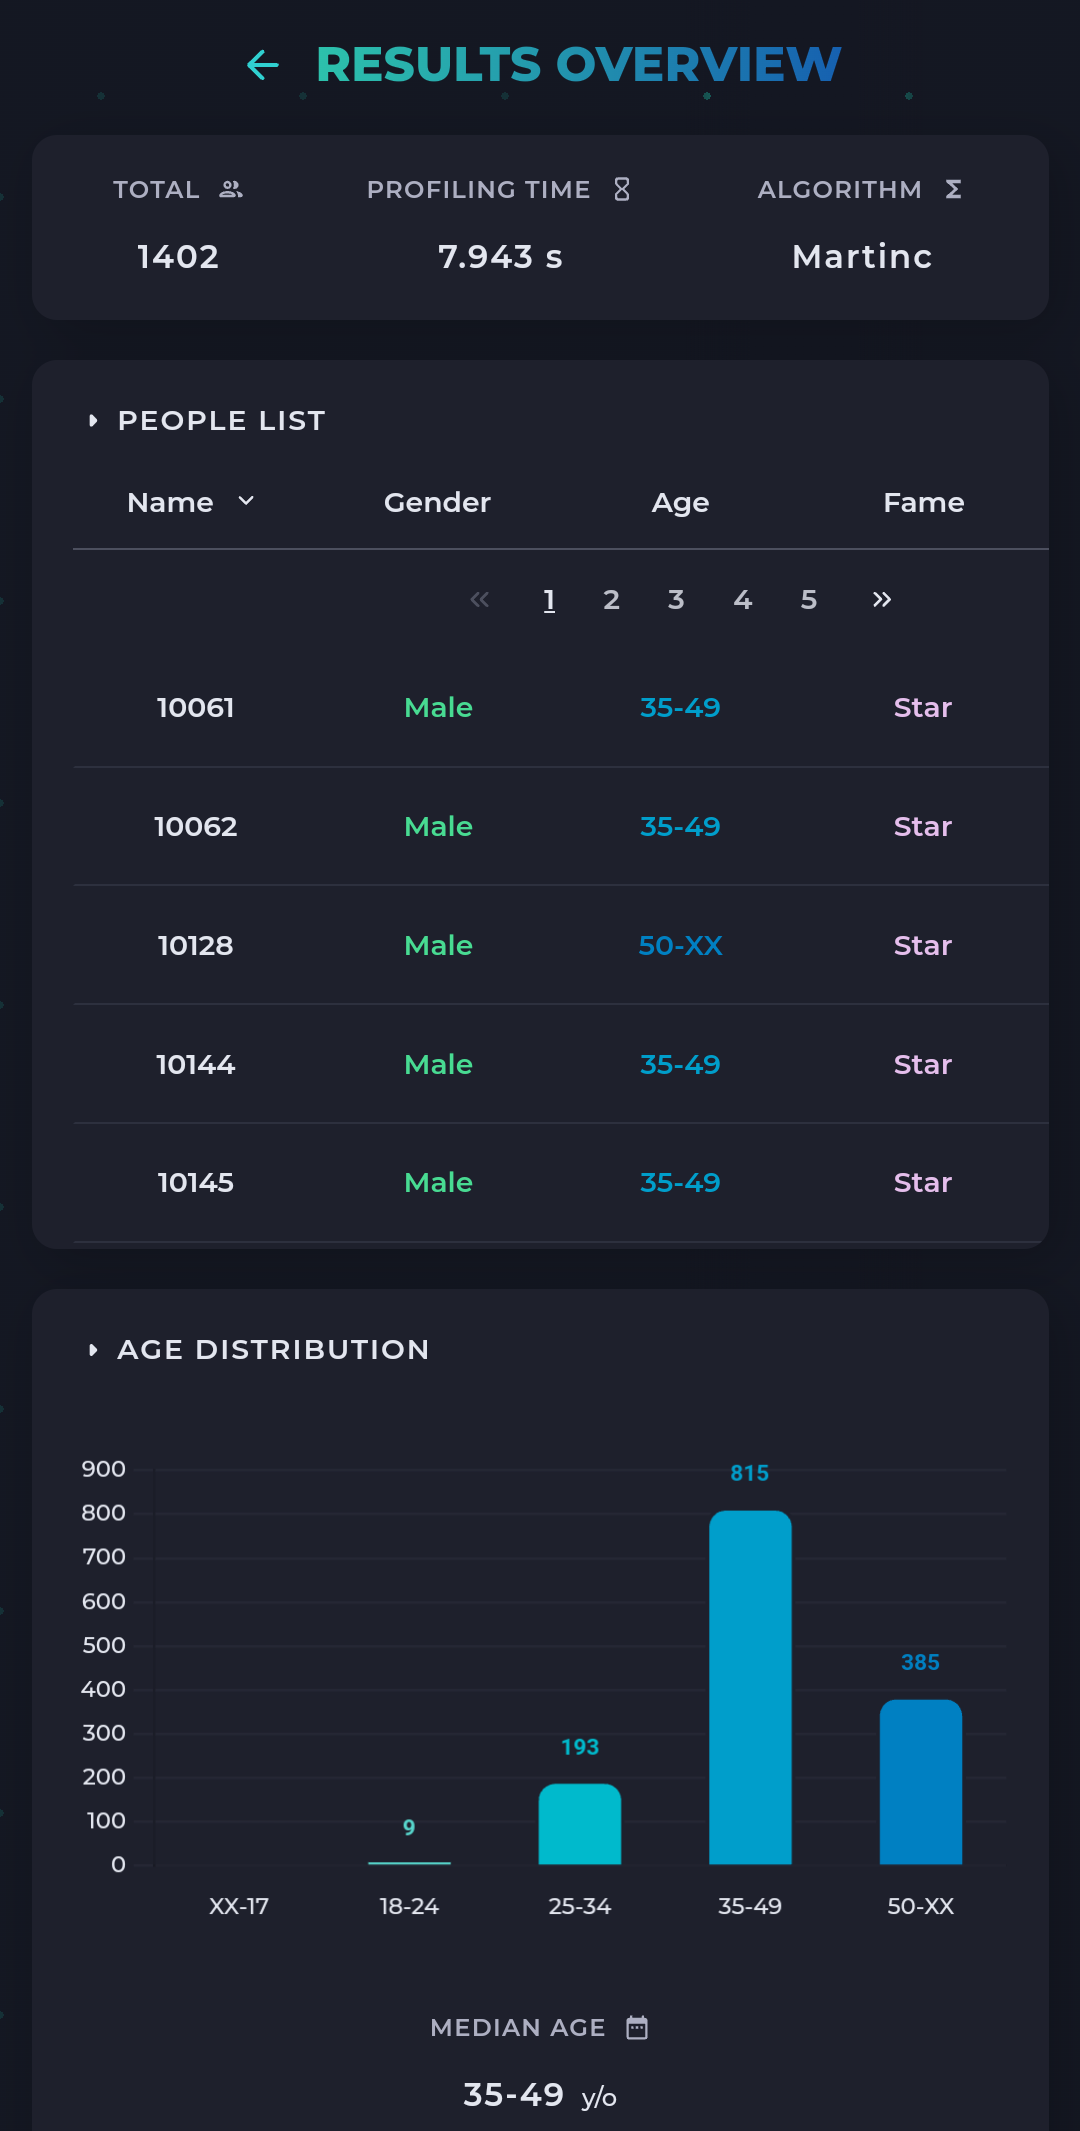 RESULTS OVERVIEW
TOTAL PROFILING TIME ALGORITHM
1402 7.943 s Martinc
PEOPLE LIST
Name Gender Age Fame
« 1 2 3 4 5 »
10061 Male 35-49 Star
10062 Male 35-49 Star
10128 Male 50-XX Star
10144 Male 35-49 Star
10145 Male 35-49 Star
AGE DISTRIBUTION
900
815
800
700
600
500
385
400
300
193
200
100
9
0
XX-17 18-24 25-34 35-49 50-XX
MEDIAN AGE
35-49 y/o